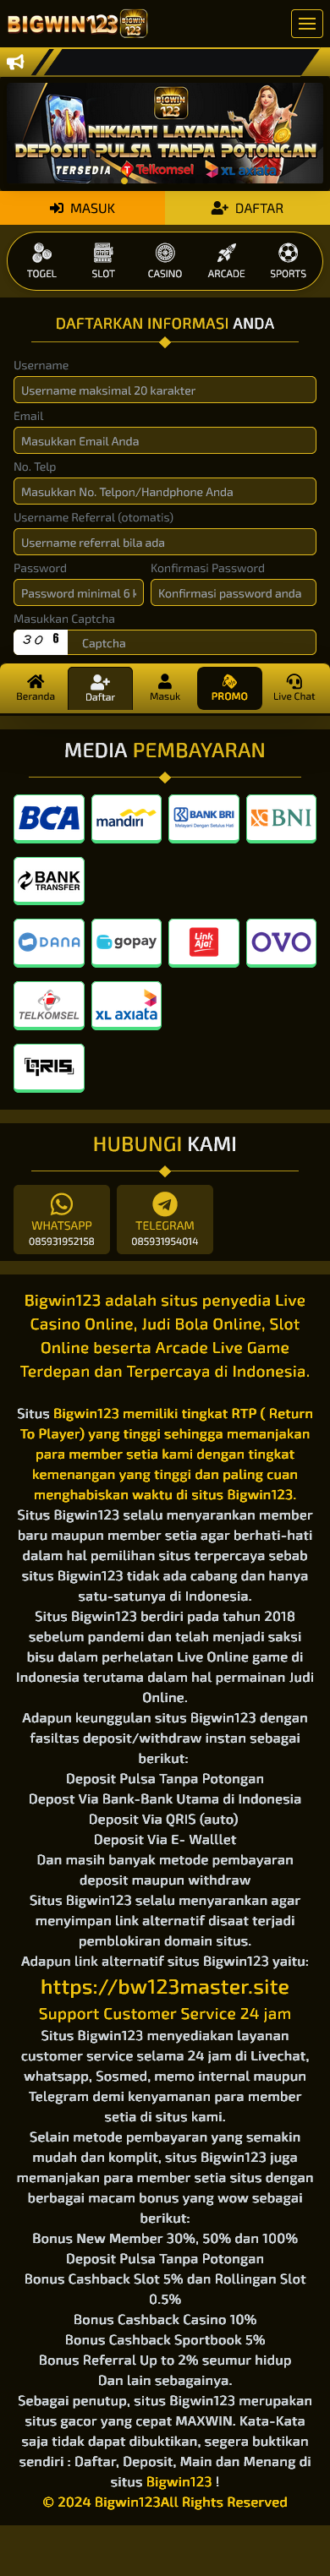 BIGWIN123 BIGWIN 123
BIGWIN 123
NIKMATI LAYANAN
DEPOSIT PULSA TANPA POTONGAN
TERSEDIA Telkomsel XL axiata
MASUK DAFTAR
TOGEL SLOT CASINO ARCADE SPORTS
DAFTARKAN INFORMASI ANDA
Username
Username maksimal 20 karakter
Email
Masukkan Email Anda
No. Telp
Masukkan No. Telpon/Handphone Anda
Username Referral (otomatis)
Username referral bila ada
Password Konfirmasi Password
Password minimal 6 k Konfirmasi password anda
Masukkan Captcha
30 6 Captcha
Beranda Daftar Masuk PROMO Live Chat
MEDIA PEMBAYARAN
BCA mandiri BANK BRI BNI
Melayani Dengan Setulus Hati
BANK TRANSFER
DANA gopay LinkAja! OVO
TELKOMSEL XL axiata
QRIS
HUBUNGI KAMI
WHATSAPP TELEGRAM
085931952158 085931954014
Bigwin123 adalah situs penyedia Live
Casino Online, Judi Bola Online, Slot
Online beserta Arcade Live Game
Terdepan dan Terpercaya di Indonesia.
Situs Bigwin123 memiliki tingkat RTP ( Return
To Player) yang tinggi sehingga memanjakan
para member setia kami dengan tingkat
kemenangan yang tinggi dan paling cuan
menghabiskan waktu di situs Bigwin123.
Situs Bigwin123 selalu menyarankan member
baru maupun member setia agar berhati-hati
dalam hal pemilihan situs terpercaya sebab
situs Bigwin123 tidak ada cabang dan hanya
satu-satunya di Indonesia.
Situs Bigwin123 berdiri pada tahun 2018
sebelum pandemi dan telah menjadi saksi
bisu dalam perhelatan Live Online game di
Indonesia terutama dalam hal permainan Judi
Online.
Adapun keunggulan situs Bigwin123 dengan
fasiltas deposit/withdraw instan sebagai
berikut:
Deposit Pulsa Tanpa Potongan
Depost Via Bank-Bank Utama di Indonesia
Deposit Via QRIS (auto)
Deposit Via E- Walllet
Dan masih banyak metode pembayaran
deposit maupun withdraw
Situs Bigwin123 selalu menyarankan agar
menyimpan link alternatif disaat terjadi
pemblokiran domain situs.
Adapun link alternatif situs Bigwin123 yaitu:
https://bw123master.site
Support Customer Service 24 jam
Situs Bigwin123 menyediakan layanan
customer service selama 24 jam di Livechat,
whatsapp, Sosmed, memo internal maupun
Telegram demi kenyamanan para member
setia di situs kami.
Selain metode pembayaran yang semakin
mudah dan komplit, situs Bigwin123 juga
memanjakan para member setia situs dengan
berbagai macam bonus yang wow sebagai
berikut:
Bonus New Member 30%, 50% dan 100%
Deposit Pulsa Tanpa Potongan
Bonus Cashback Slot 5% dan Rollingan Slot
0.5%
Bonus Cashback Casino 10%
Bonus Cashback Sportbook 5%
Bonus Referral Up to 2% seumur hidup
Dan lain sebagainya.
Sebagai penutup, situs Bigwin123 merupakan
situs gacor yang cepat MAXWIN. Kata-Kata
saja tidak dapat dibuktikan, segera buktikan
sendiri : Daftar, Deposit, Main dan Menang di
situs Bigwin123 !
© 2024 Bigwin123All Rights Reserved